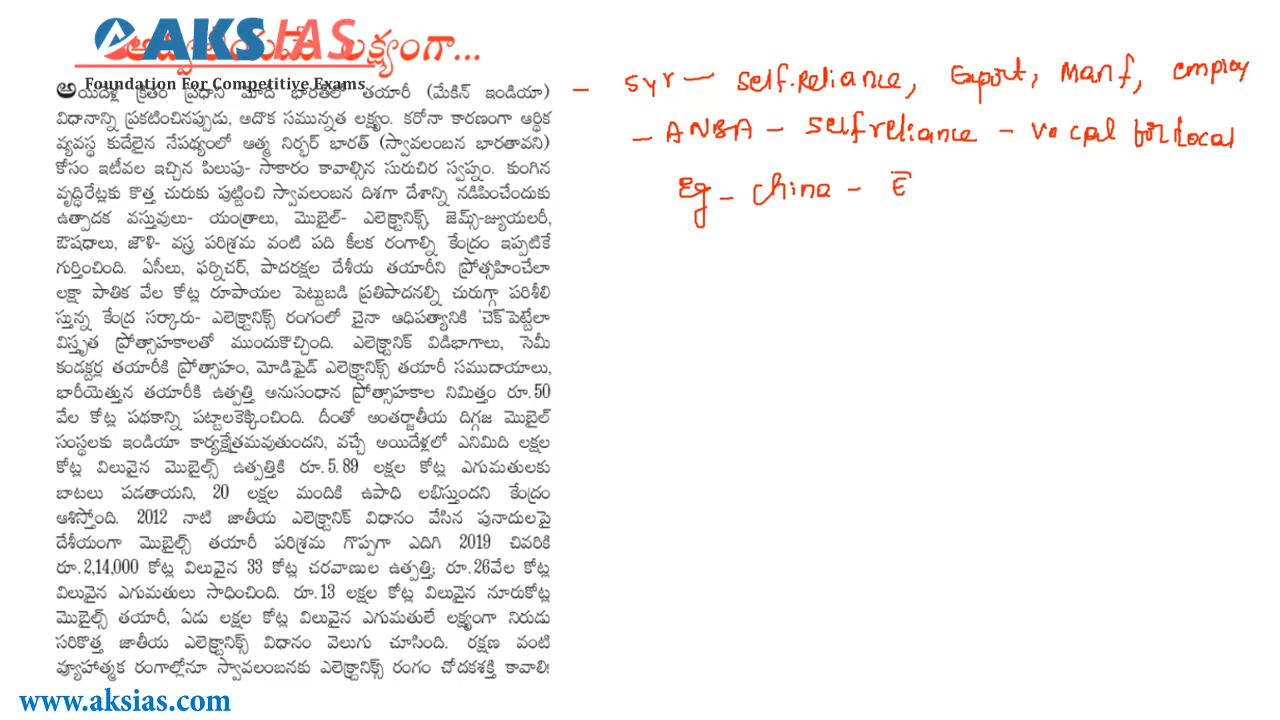 AKS IAS
లక్ష్యంగా...
Foundation For Competitive Exams
అయిదేళ్ల క్రితం ప్రధాని మోదీ భారత్‌లో తయారీ (మేకిన్ ఇండియా)
విధానాన్ని ప్రకటించినప్పుడు, అదొక సమున్నత లక్ష్యం. కరోనా కారణంగా ఆర్థిక
వ్యవస్థ కుదేలైన నేపథ్యంలో ఆత్మ నిర్భర్ భారత్ (స్వావలంబన భారతావని)
కోసం ఇటీవల ఇచ్చిన పిలుపు- సాకారం కావాల్సిన సురుచిర స్వప్నం. కుంగిన
వృద్ధిరేట్లకు కొత్త చురుకు పుట్టించి స్వావలంబన దిశగా దేశాన్ని నడిపించేందుకు
ఉత్పాదక వస్తువులు- యంత్రాలు, మొబైల్- ఎలెక్ట్రానిక్స్, జెమ్స్-జ్యుయలరీ,
ఔషధాలు, జౌళి- వస్త్ర పరిశ్రమ వంటి పది కీలక రంగాల్ని కేంద్రం ఇప్పటికే
గుర్తించింది. ఏసీలు, ఫర్నిచర్, పాదరక్షల దేశీయ తయారీని ప్రోత్సహించేలా
లక్షా పాతిక వేల కోట్ల రూపాయల పెట్టుబడి ప్రతిపాదనల్ని చురుగ్గా పరిశీలి
స్తున్న కేంద్ర సర్కారు- ఎలెక్ట్రానిక్స్ రంగంలో చైనా ఆధిపత్యానికి 'చెక్'పెట్టేలా
విస్తృత ప్రోత్సాహకాలతో ముందుకొచ్చింది. ఎలెక్ట్రానిక్ విడిభాగాలు, సెమీ
కండక్టర్ల తయారీకి ప్రోత్సాహం, మోడిఫైడ్ ఎలెక్ట్రానిక్స్ తయారీ సముదాయాలు,
భారీయెత్తున తయారీకి ఉత్పత్తి అనుసంధాన ప్రోత్సాహకాల నిమిత్తం రూ.50
వేల కోట్ల పథకాన్ని పట్టాలకెక్కించింది. దీంతో అంతర్జాతీయ దిగ్గజ మొబైల్
సంస్థలకు ఇండియా కార్యక్షేత్రమవుతుందని, వచ్చే అయిదేళ్లలో ఎనిమిది లక్షల
కోట్ల విలువైన మొబైల్స్ ఉత్పత్తికి రూ.5.89 లక్షల కోట్ల ఎగుమతులకు
బాటలు పడతాయని, 20 లక్షల మందికి ఉపాధి లభిస్తుందని కేంద్రం
ఆశిస్తోంది. 2012 నాటి జాతీయ ఎలెక్ట్రానిక్ విధానం వేసిన పునాదులపై
దేశీయంగా మొబైల్స్ తయారీ పరిశ్రమ గొప్పగా ఎదిగి 2019 చివరికి
రూ.2,14,000 కోట్ల విలువైన 33 కోట్ల చరవాణుల ఉత్పత్తి; రూ.26వేల కోట్ల
విలువైన ఎగుమతులు సాధించింది. రూ.13 లక్షల కోట్ల విలువైన నూరుకోట్ల
మొబైల్స్ తయారీ, ఏడు లక్షల కోట్ల విలువైన ఎగుమతులే లక్ష్యంగా నిరుడు
సరికొత్త జాతీయ ఎలెక్ట్రానిక్స్ విధానం వెలుగు చూసింది. రక్షణ వంటి
వ్యూహాత్మక రంగాల్లోనూ స్వావలంబనకు ఎలెక్ట్రానిక్స్ రంగం చోదకశక్తి కావాలి!
- 5yr - self-Reliance, Export, Manf, employ
- ANBA - Self reliance - vocal for local
Eg - China - E
www.aksias.com